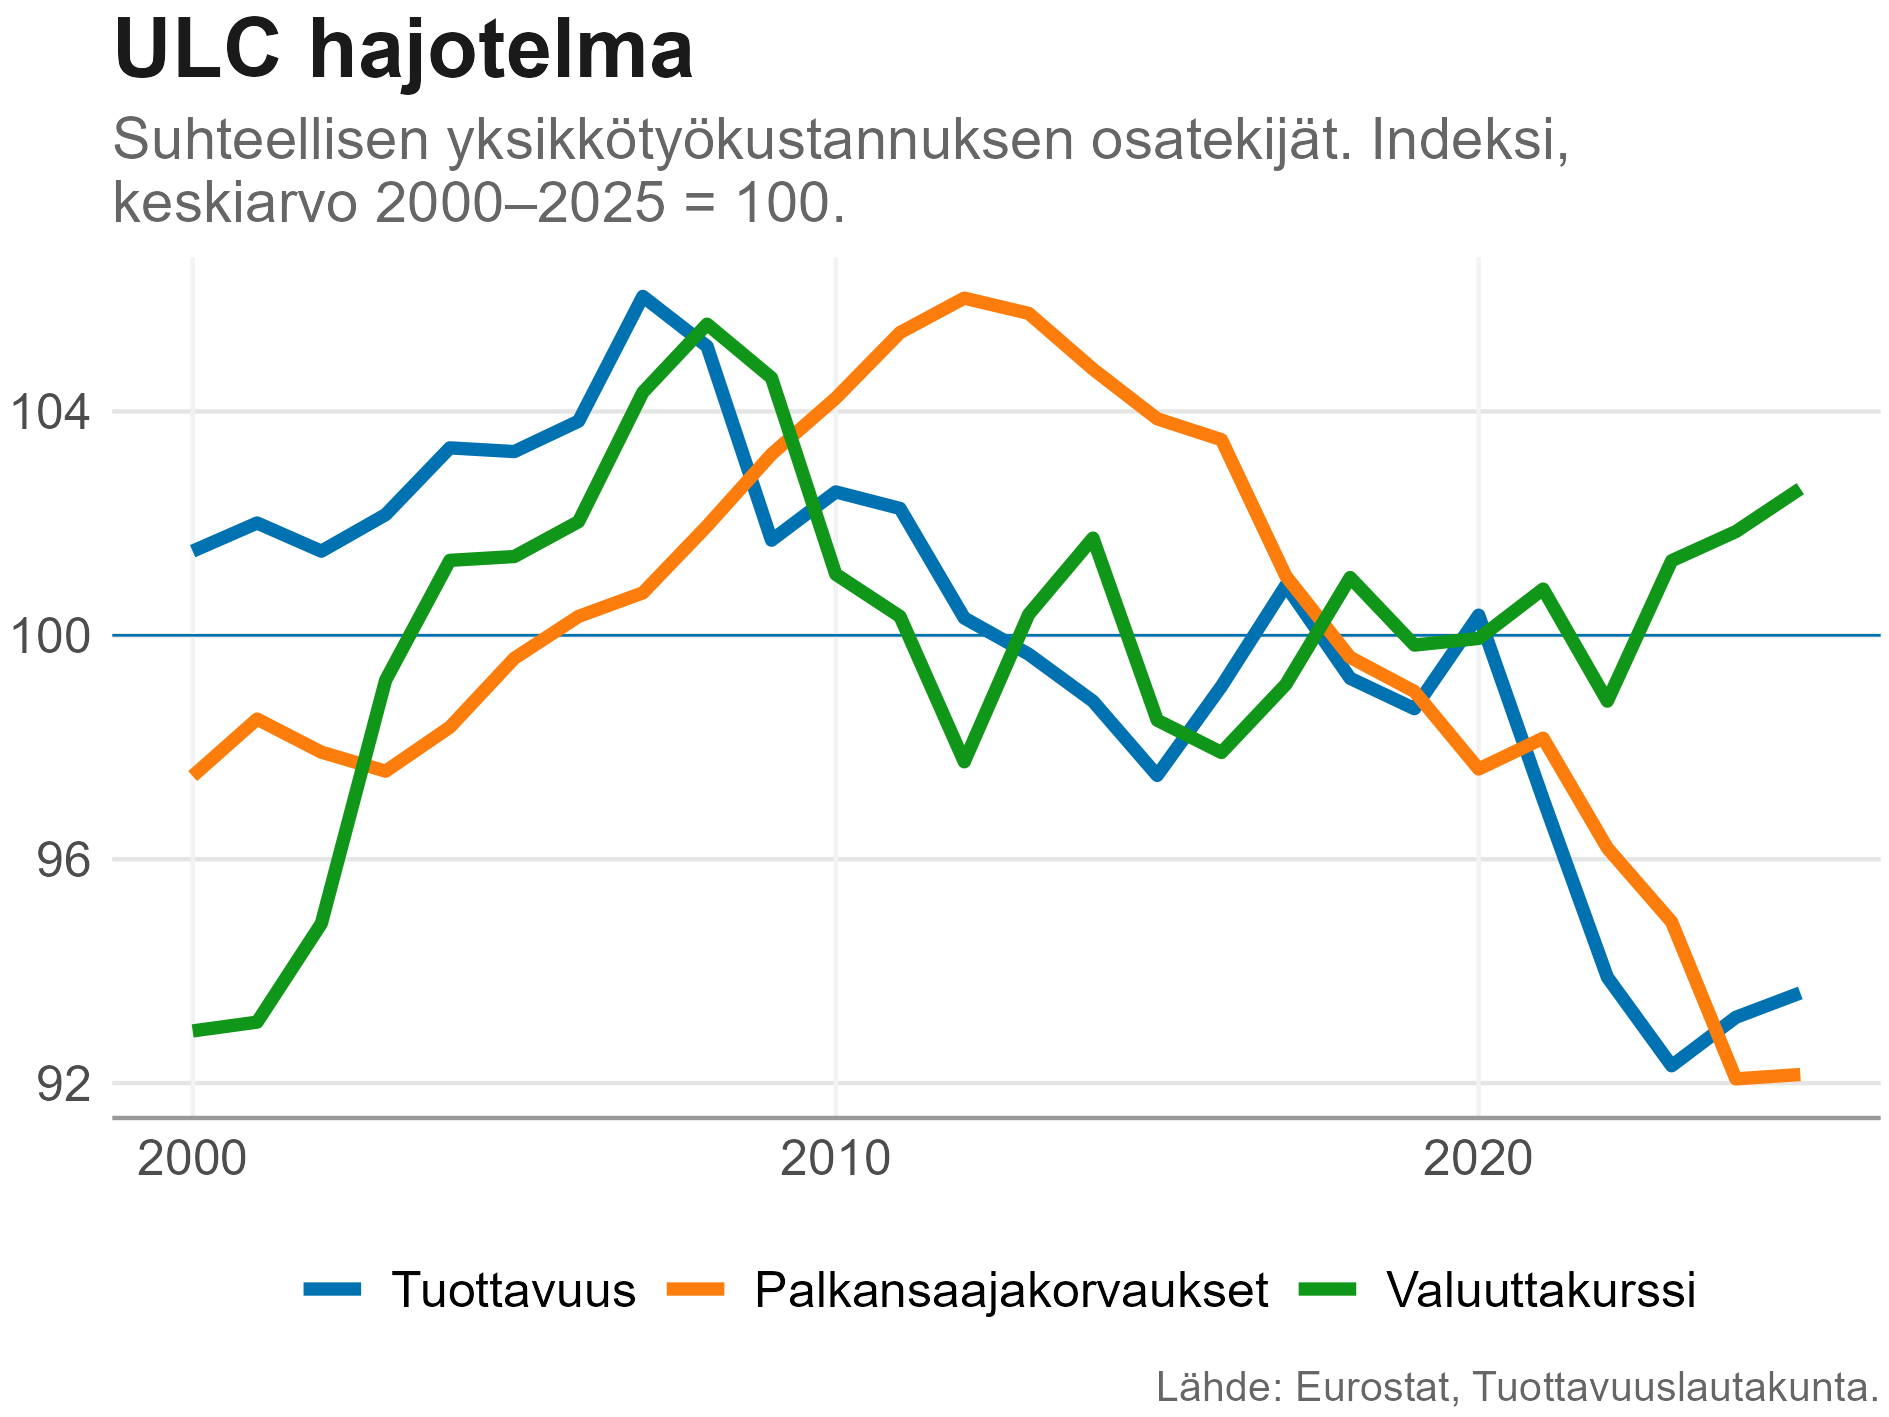 ULC hajotelma
Suhteellisen yksikkötyökustannuksen osatekijät. Indeksi,
keskiarvo 2000–2025 = 100.
104
100
96
92
2000 2010 2020
Tuottavuus Palkansaajakorvaukset Valuuttakurssi
Lähde: Eurostat, Tuottavuuslautakunta.